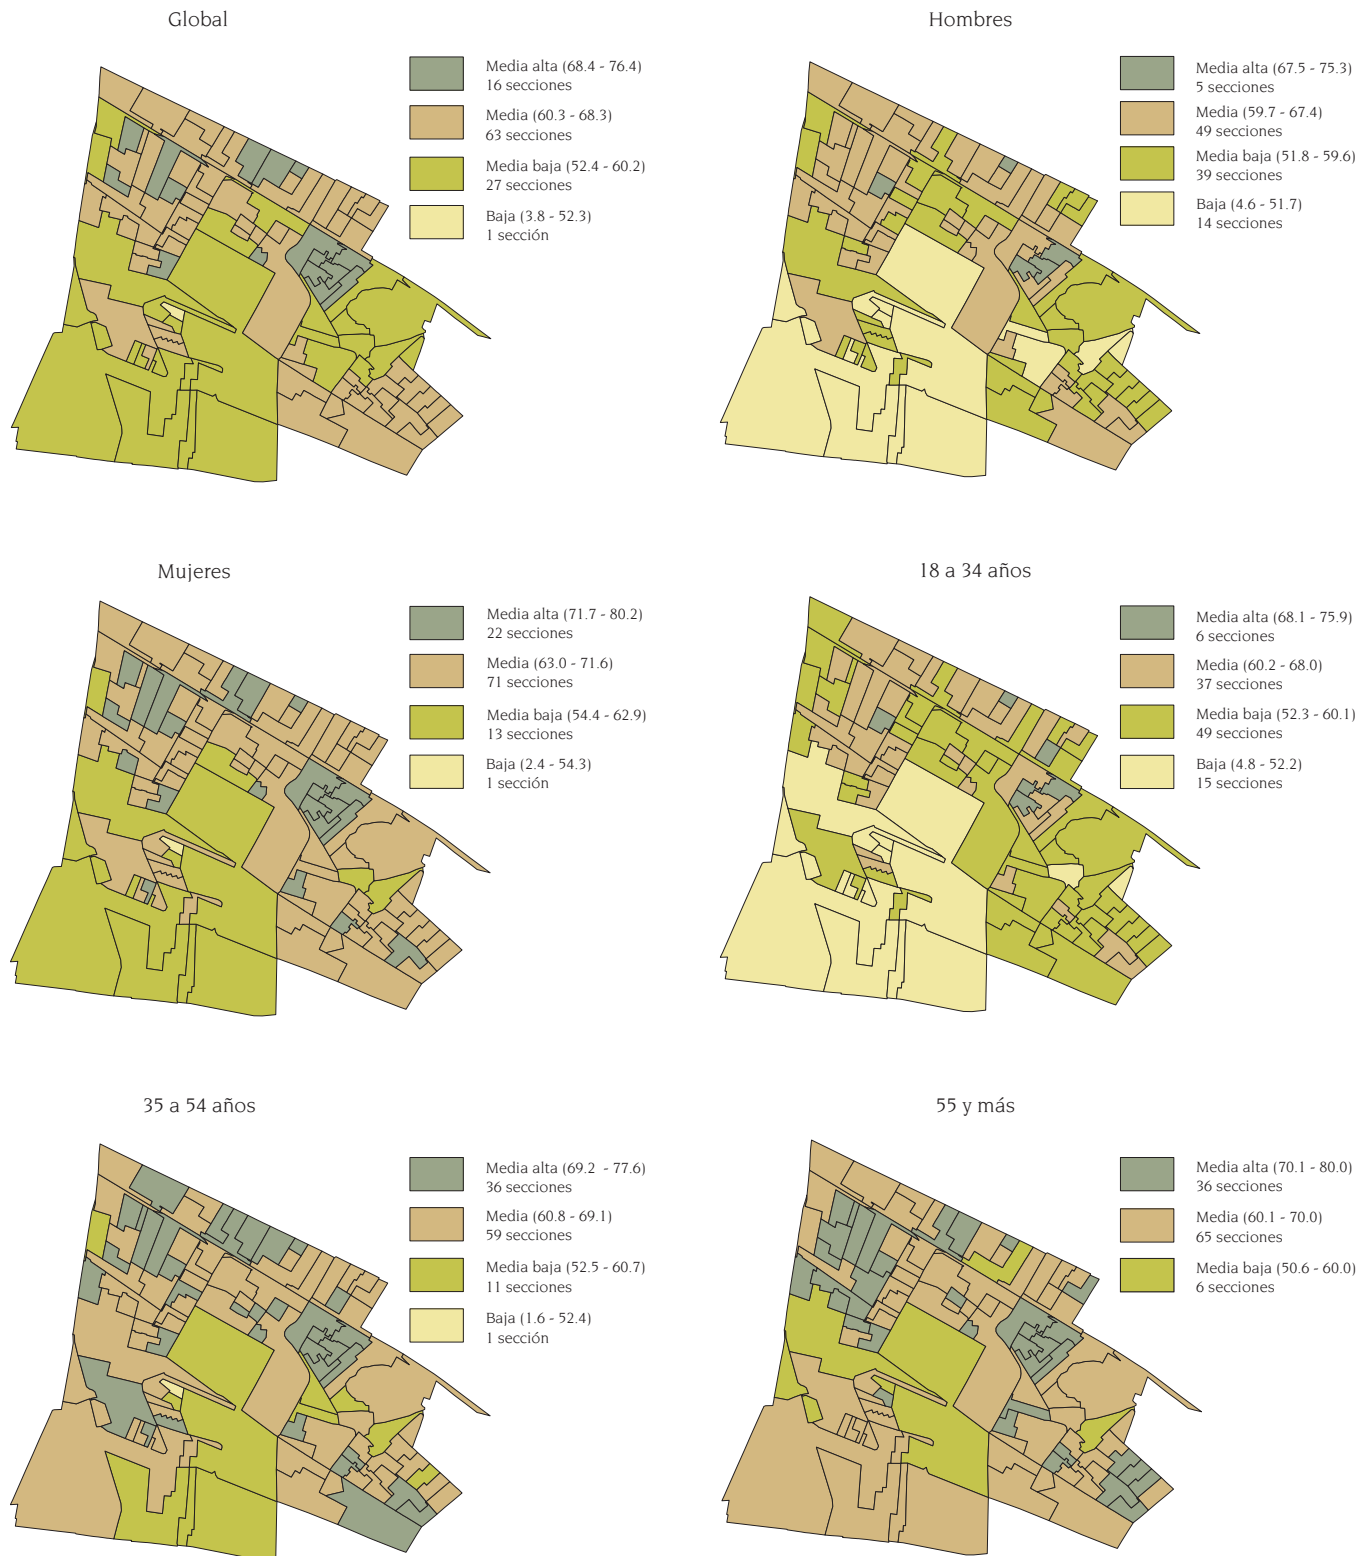 Global
Media alta (68.4 - 76.4)
16 secciones
Media (60.3 - 68.3)
63 secciones
Media baja (52.4 - 60.2)
27 secciones
Baja (3.8 - 52.3)
1 sección
Hombres
Media alta (67.5 - 75.3)
5 secciones
Media (59.7 - 67.4)
49 secciones
Media baja (51.8 - 59.6)
39 secciones
Baja (4.6 - 51.7)
14 secciones
Mujeres
Media alta (71.7 - 80.2)
22 secciones
Media (63.0 - 71.6)
71 secciones
Media baja (54.4 - 62.9)
13 secciones
Baja (2.4 - 54.3)
1 sección
18 a 34 años
Media alta (68.1 - 75.9)
6 secciones
Media (60.2 - 68.0)
37 secciones
Media baja (52.3 - 60.1)
49 secciones
Baja (4.8 - 52.2)
15 secciones
35 a 54 años
Media alta (69.2 - 77.6)
36 secciones
Media (60.8 - 69.1)
59 secciones
Media baja (52.5 - 60.7)
11 secciones
Baja (1.6 - 52.4)
1 sección
55 y más
Media alta (70.1 - 80.0)
36 secciones
Media (60.1 - 70.0)
65 secciones
Media baja (50.6 - 60.0)
6 secciones